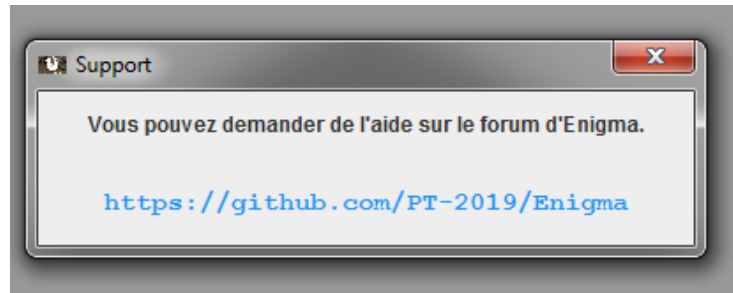 Support
Vous pouvez demander de l'aide sur le forum d'Enigma.
https://github.com/PT-2019/Enigma